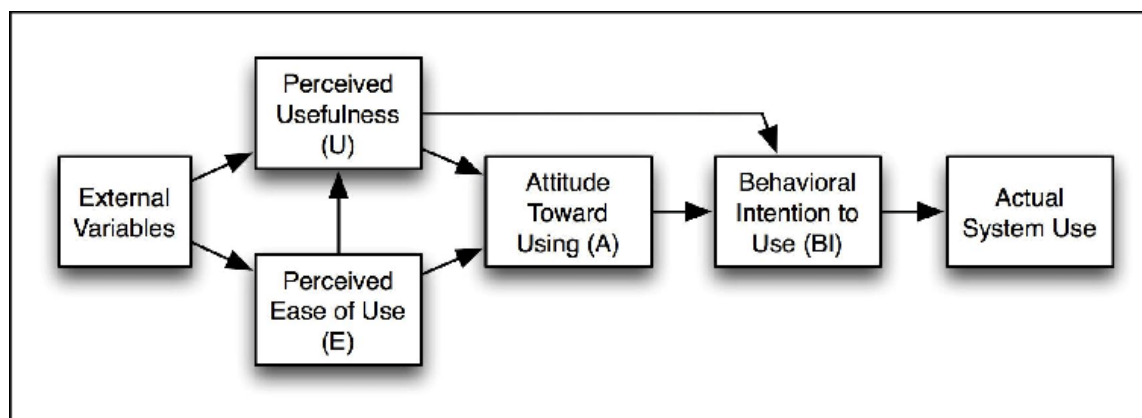 External
Variables
Perceived
Usefulness
(U)
Perceived
Ease of Use
(E)
Attitude
Toward
Using (A)
Behavioral
Intention to
Use (BI)
Actual
System Use